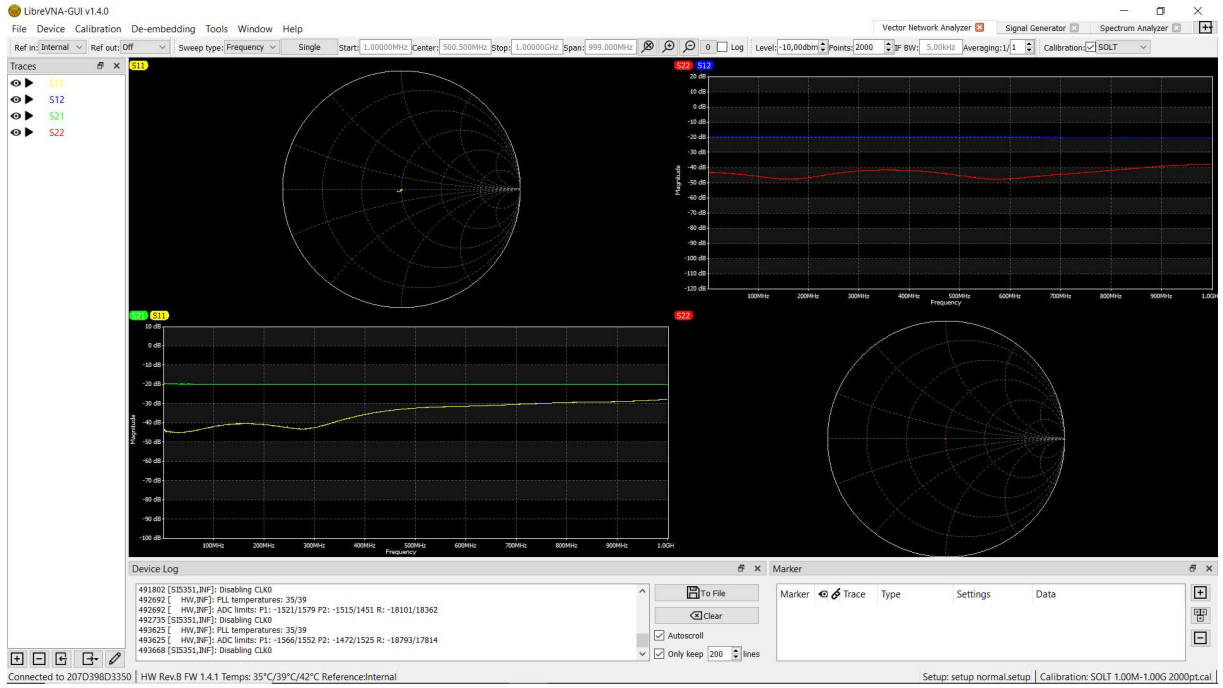 LibreVNA-GUI v1.4.0
File Device Calibration De-embedding Tools Window Help
Vector Network Analyzer Signal Generator Spectrum Analyzer
Ref in: Internal Ref out: Off Sweep type: Frequency Single Start: 1.00000MHz Center: 500.500MHz Stop: 1.00000GHz Span: 999.000MHz 0 Log Level: -10,00dbm Points: 2000 IF BW: 5.00kHz Averaging: 1/ 1 Calibration: SOLT
Traces
S11
S12
S21
S22
S11
S22 S12
20 dB
10 dB
0 dB
-10 dB
-20 dB
-30 dB
-40 dB
-50 dB
-60 dB
-70 dB
-80 dB
-90 dB
-100 dB
-110 dB
-120 dB
Magnitude
100MHz 200MHz 300MHz 400MHz 500MHz 600MHz 700MHz 800MHz 900MHz 1.0GH
Frequency
S21 S11
10 dB
0 dB
-10 dB
-20 dB
-30 dB
-40 dB
-50 dB
-60 dB
-70 dB
-80 dB
-90 dB
-100 dB
Magnitude
100MHz 200MHz 300MHz 400MHz 500MHz 600MHz 700MHz 800MHz 900MHz 1.0GH
Frequency
S22
Device Log
491802 [SI5351,INF]: Disabling CLK0
492692 [ HW,INF]: PLL temperatures: 35/39
492692 [ HW,INF]: ADC limits: P1: -1521/1579 P2: -1515/1451 R: -18101/18362
492735 [SI5351,INF]: Disabling CLK0
493625 [ HW,INF]: PLL temperatures: 35/39
493625 [ HW,INF]: ADC limits: P1: -1566/1552 P2: -1472/1525 R: -18793/17814
493668 [SI5351,INF]: Disabling CLK0
To File
Clear
Autoscroll
Only keep 200 lines
Marker
Marker Trace Type Settings Data
Connected to 207D398D3350 HW Rev.B FW 1.4.1 Temps: 35°C/39°C/42°C Reference:Internal
Setup: setup normal.setup Calibration: SOLT 1.00M-1.00G 2000pt.cal